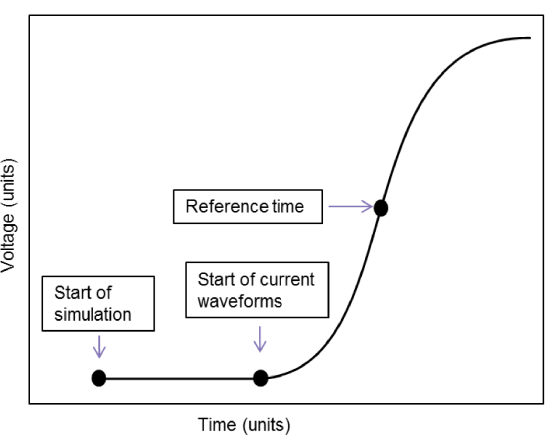 Voltage (units)
Reference time
Start of
simulation
Start of current
waveforms
Time (units)